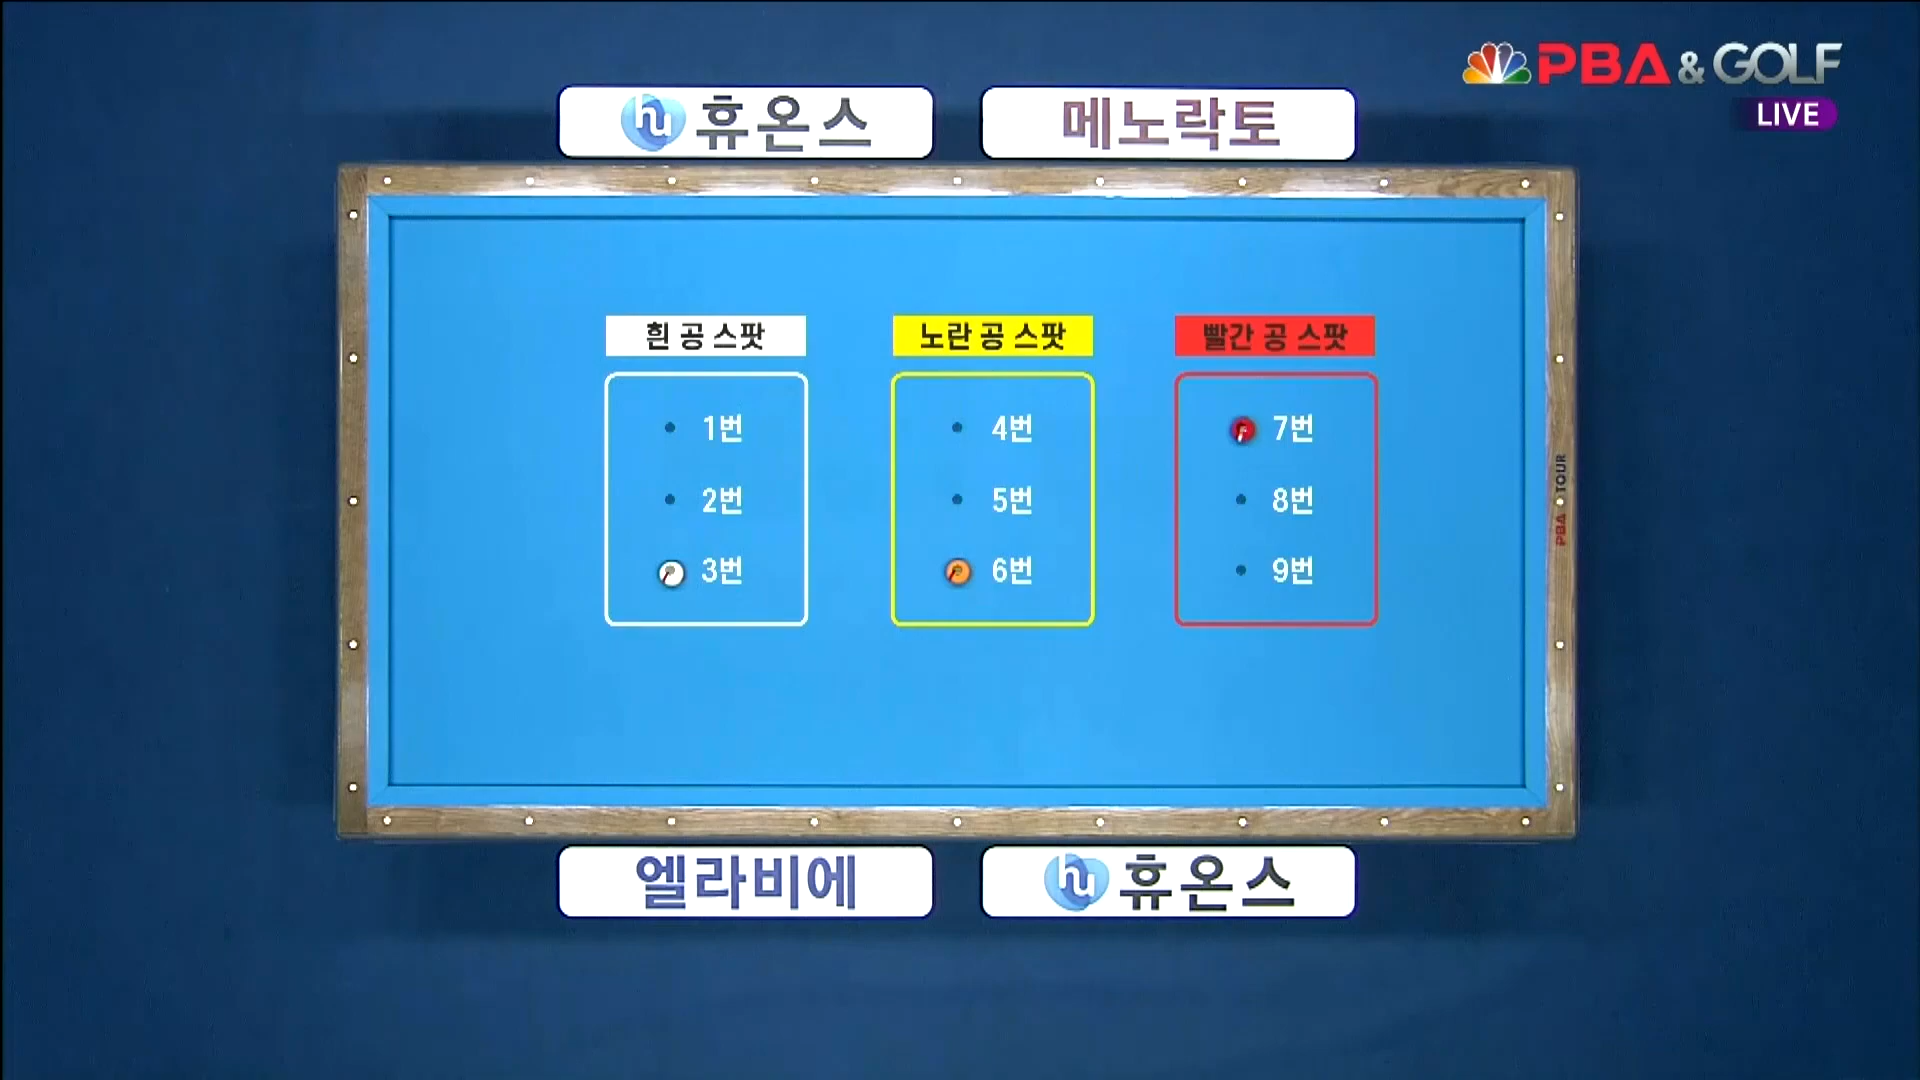 PBA & GOLF
LIVE
hu 휴온스
메노락토
흰 공 스팟
노란 공 스팟
빨간 공 스팟
1번
2번
3번
4번
5번
6번
7번
8번
9번
PBA TOUR
엘라비에
hu 휴온스